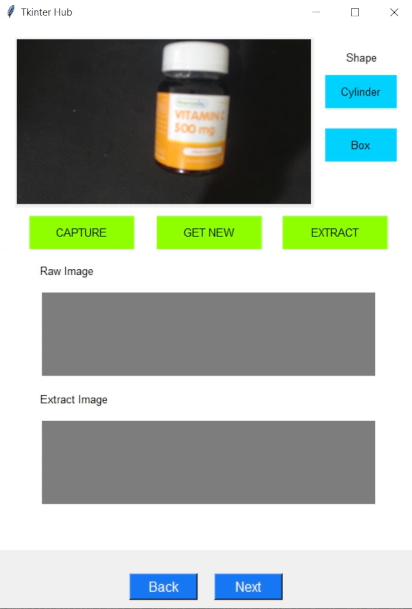 Tkinter Hub
Shape
Cylinder
VITAMIN C
500 mg
Box
CAPTURE
GET NEW
EXTRACT
Raw Image
Extract Image
Back
Next